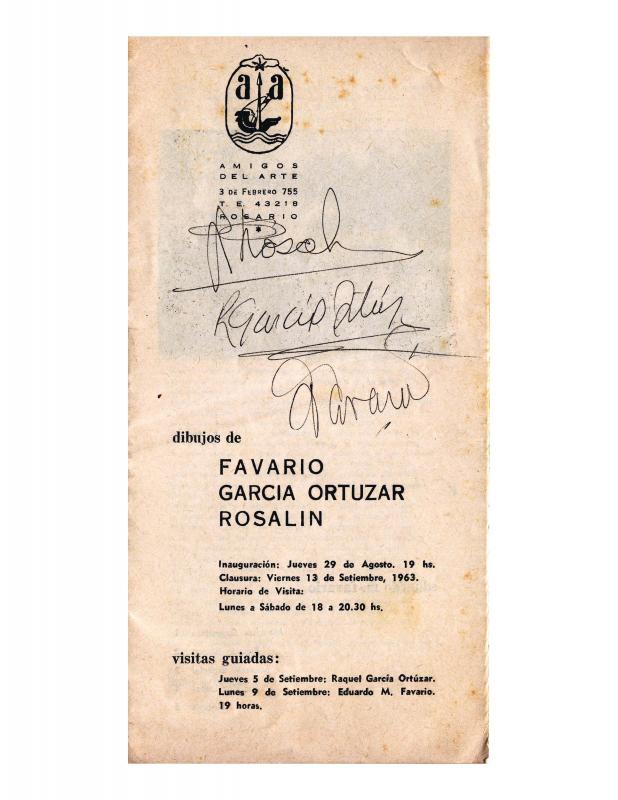 a a
AMIGOS
DEL ARTE
3 DE FEBRERO 755
T. E. 43218
ROSARIO
*
dibujos de
FAVARIO
GARCIA ORTUZAR
ROSALIN
Inauguración: Jueves 29 de Agosto. 19 hs.
Clausura: Viernes 13 de Setiembre, 1963.
Horario de Visita:
Lunes a Sábado de 18 a 20.30 hs.
visitas guiadas:
Jueves 5 de Setiembre: Raquel García Ortúzar.
Lunes 9 de Setiembre: Eduardo M. Favario.
19 horas.